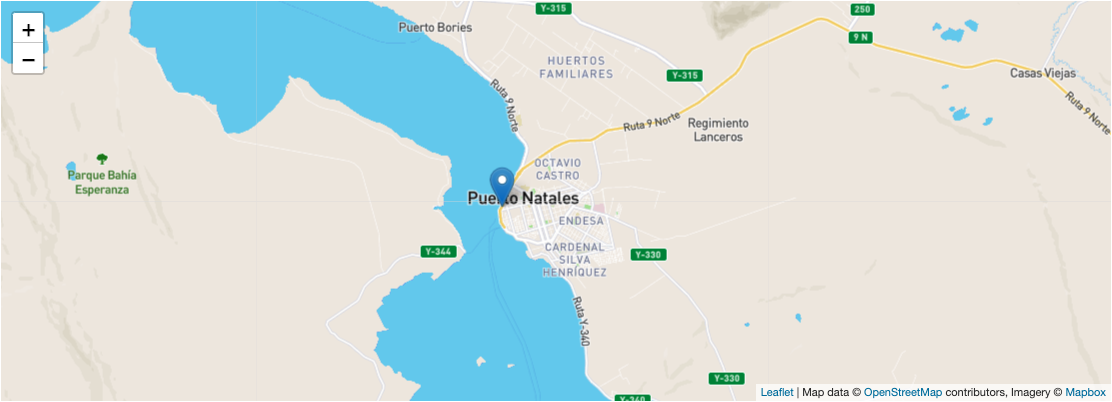 +
−
Y-315
250
Puerto Bories
9 N
HUERTOS
FAMILIARES
Y-315
Casas Viejas
Ruta 9 Norte
Ruta 9 Norte
Ruta 9 Norte
Regimiento
Lanceros
OCTAVIO
CASTRO
Parque Bahía
Esperanza
Puerto Natales
ENDESA
Y-344
CARDENAL
SILVA
HENRÍQUEZ
Y-330
Ruta Y-340
Y-330
Y-340
Leaflet | Map data © OpenStreetMap contributors, Imagery © Mapbox